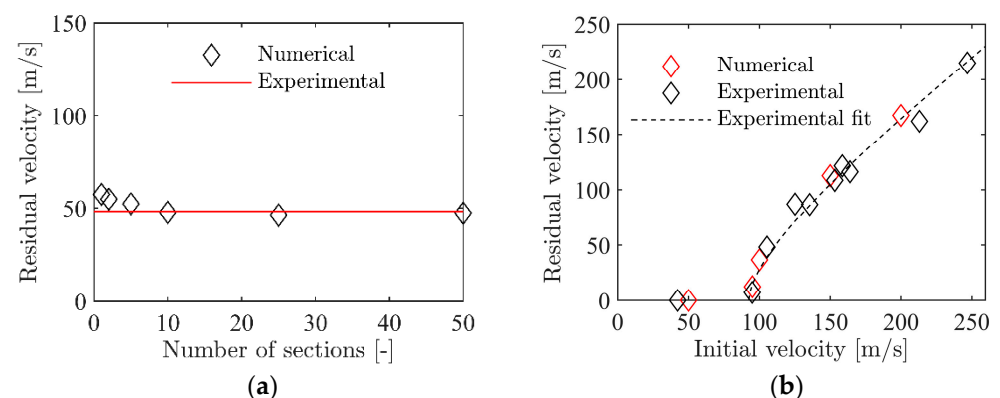 150
100
50
0
Residual velocity [m/s]
Numerical
Experimental
0 10 20 30 40 50
Number of sections [-]
(a)
250
200
150
100
50
0
Residual velocity [m/s]
Numerical
Experimental
Experimental fit
0 50 100 150 200 250
Initial velocity [m/s]
(b)